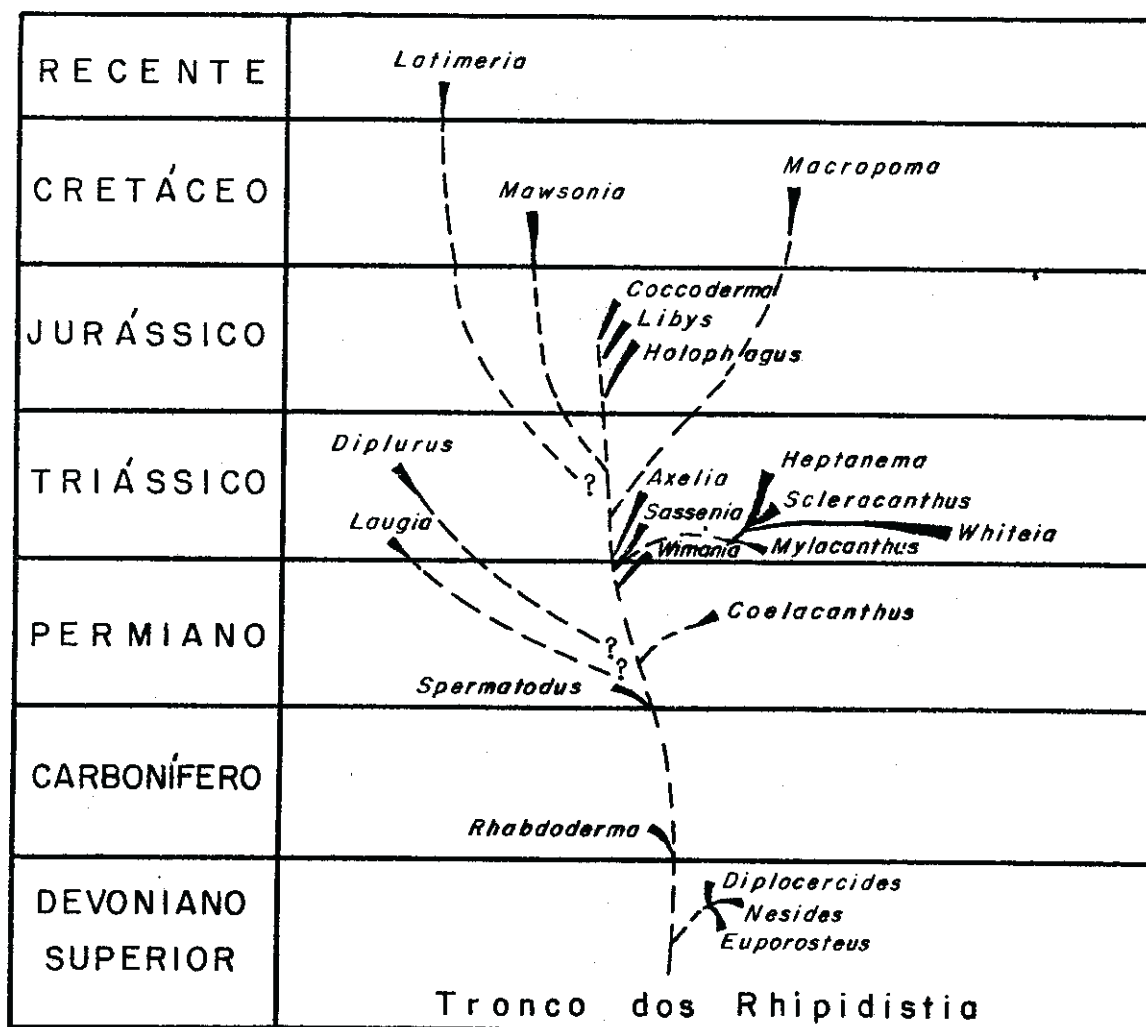 RECENTE
Latimeria
CRETÁCEO
Macropoma
Mawsonia
JURÁSSICO
Coccoderma
Libys
Holophagus
TRIÁSSICO
Diplurus
Laugia
?
Axelia
Sassenia
Wimania
Heptanema
Scleracanthus
Whiteia
Mylacanthus
PERMIANO
Coelacanthus
?
?
Spermatodus
CARBONÍFERO
Rhabdoderma
DEVONIANO
SUPERIOR
Diplocercides
Nesides
Euporosteus
Tronco dos Rhipidistia